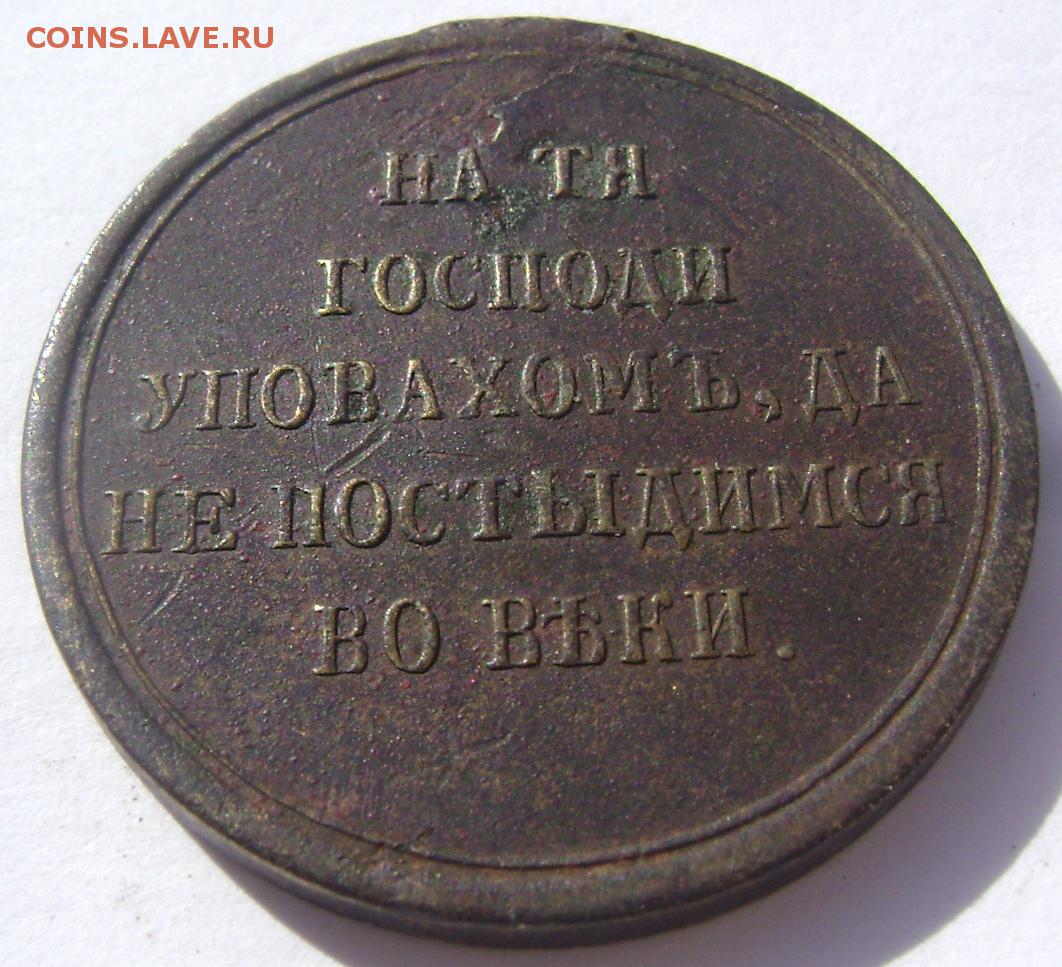 COINS.LAVE.RU
НА ТЯ
ГОСПОДИ
УПОВАХОМЪ, ДА
НЕ ПОСТЫДИМСЯ
ВО ВѢКИ.